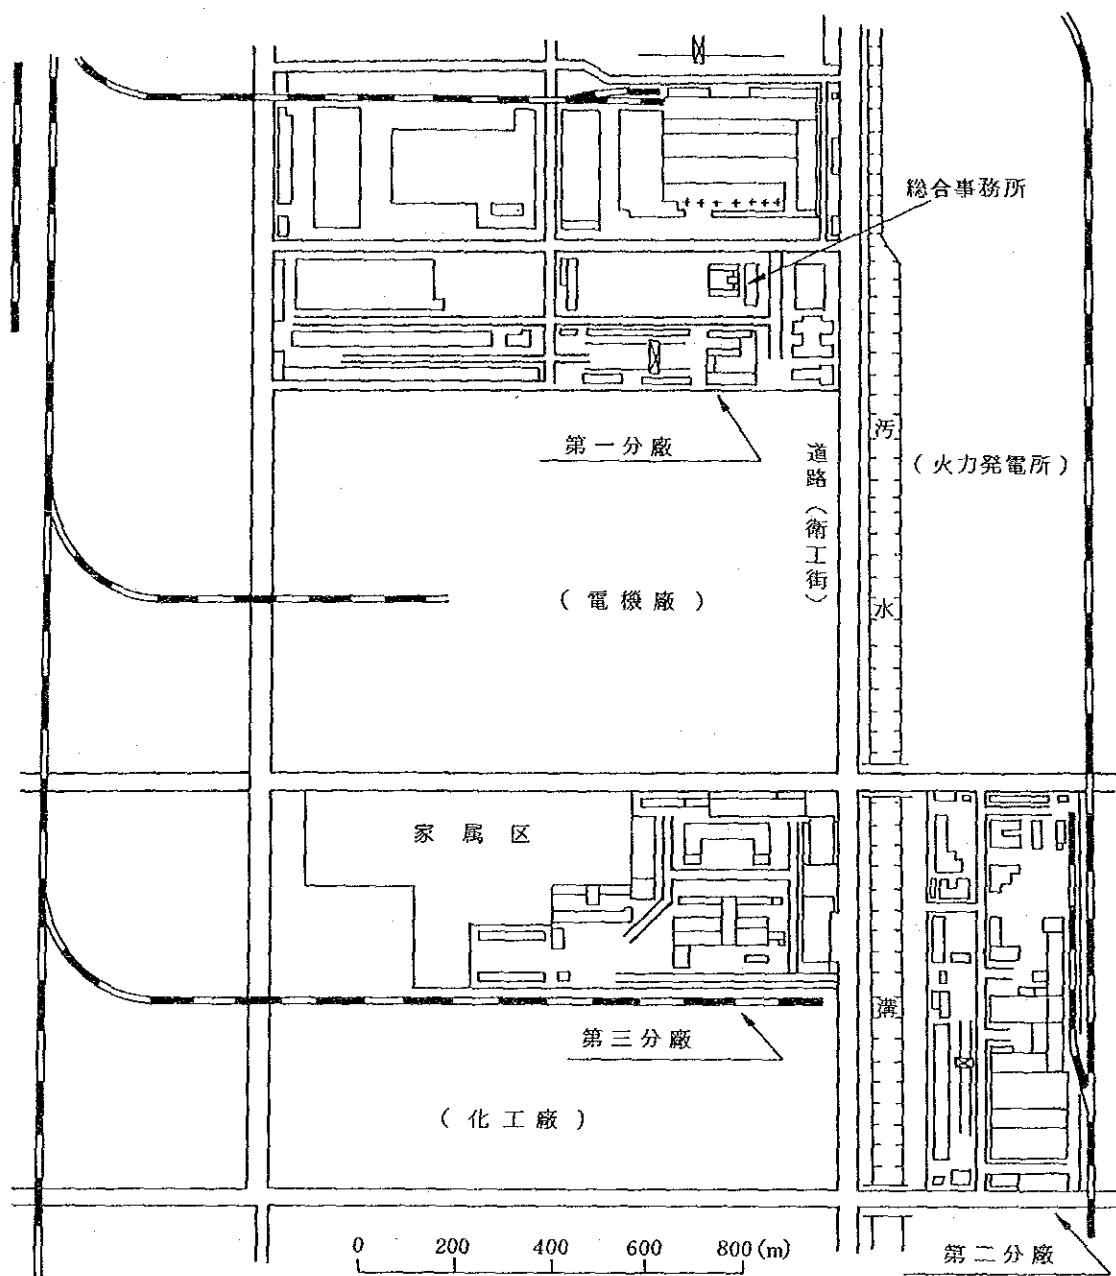 総合事務所
第一分廠
道路(衛工街)
汚水溝
(火力発電所)
(電機廠)
家属区
第三分廠
(化工廠)
0 200 400 600 800(m)
第二分廠